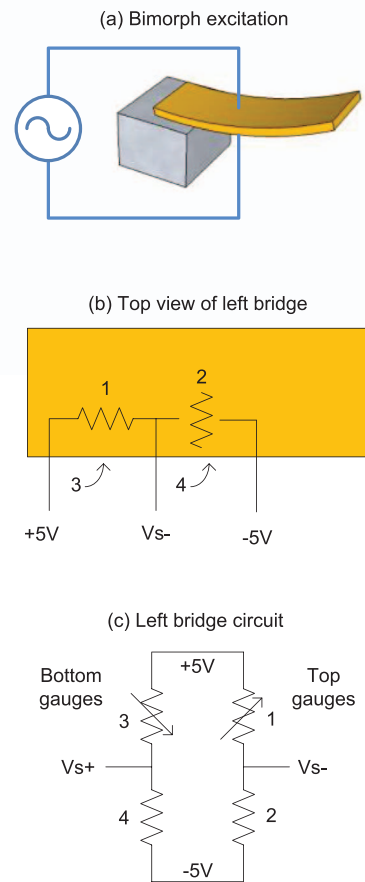 (a) Bimorph excitation
(b) Top view of left bridge
1
2
3
4
+5V
Vs-
-5V
(c) Left bridge circuit
+5V
Bottom
gauges
Top
gauges
3
1
Vs+
Vs-
4
2
-5V